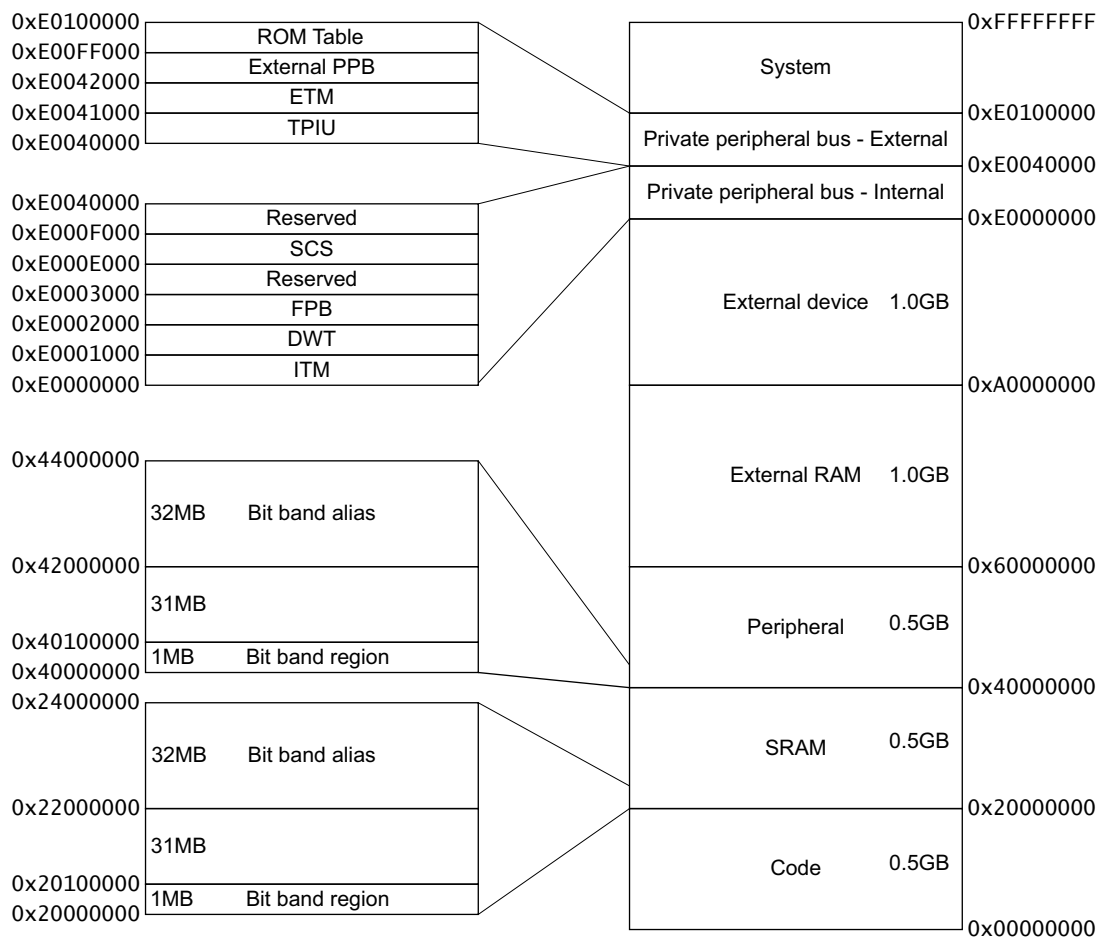 0xE0100000
ROM Table
0xE00FF000
External PPB
0xE0042000
ETM
0xE0041000
TPIU
0xE0040000
0xE0040000
Reserved
0xE000F000
SCS
0xE000E000
Reserved
0xE0003000
FPB
0xE0002000
DWT
0xE0001000
ITM
0xE0000000
0x44000000
32MB Bit band alias
0x42000000
31MB
0x40100000
1MB Bit band region
0x40000000
0x24000000
32MB Bit band alias
0x22000000
31MB
0x20100000
1MB Bit band region
0x20000000
0xFFFFFFFF
System
0xE0100000
Private peripheral bus - External
0xE0040000
Private peripheral bus - Internal
0xE0000000
External device 1.0GB
0xA0000000
External RAM 1.0GB
0x60000000
Peripheral 0.5GB
0x40000000
SRAM 0.5GB
0x20000000
Code 0.5GB
0x00000000